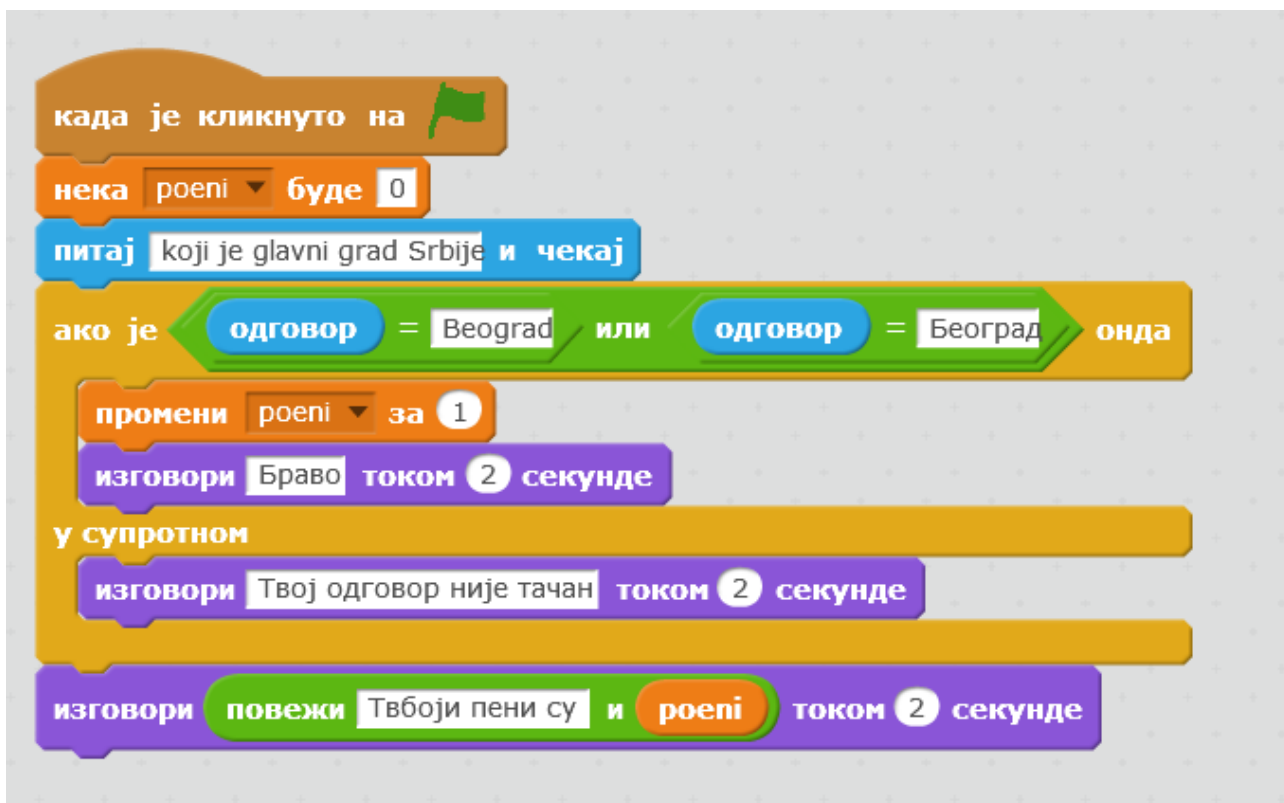 када је кликнуто на
нека poeni буде 0
питај koji je glavni grad Srbije и чекај
ако је одговор = Beograd или одговор = Београд онда
промени poeni за 1
изговори Браво током 2 секунде
у супротном
изговори Твој одговор није тачан током 2 секунде
изговори повежи Твбоји пени су и poeni током 2 секунде